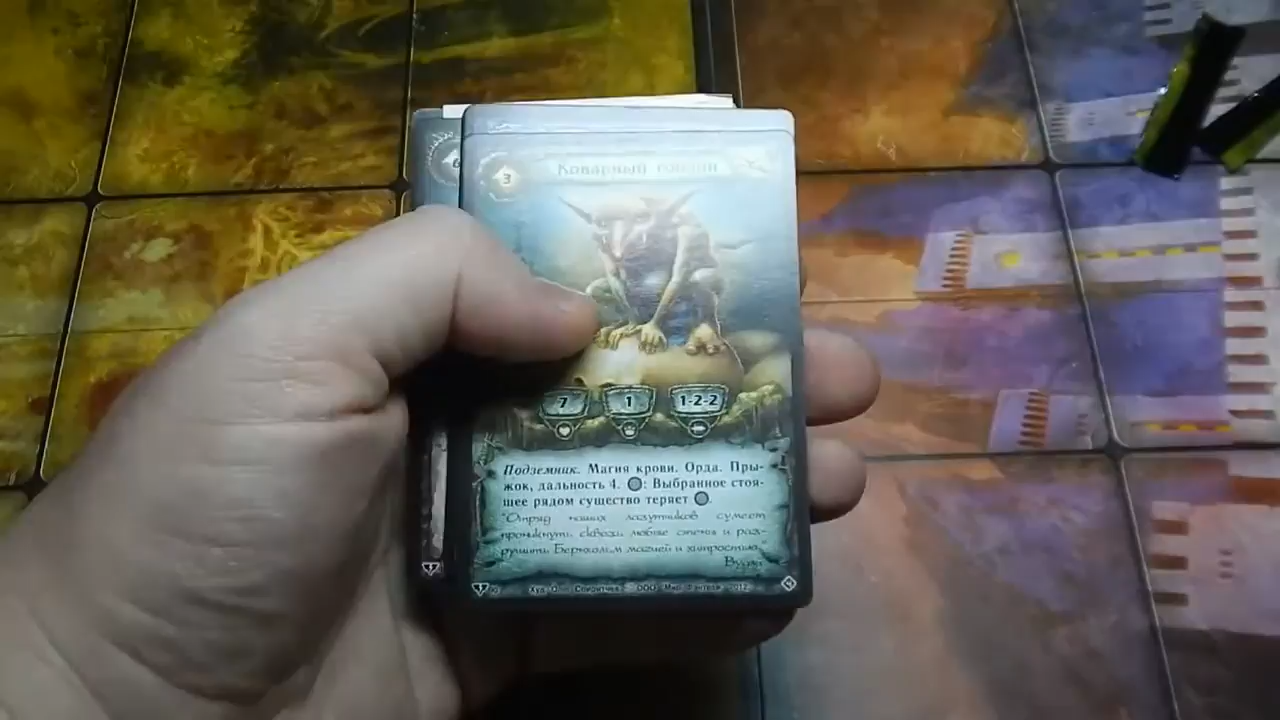 6
3
Коварный гоблин
7 1 1-2-2
Подземник. Магия крови. Орда. Пры-
жок, дальность 4. : Выбранное стоя-
щее рядом существо теряет .
"Отряд наших лазутчиков сумеет
проникнуть сквозь любые стены и раз-
рушить Бернхольм магией и хитростью."
ООО Мир Фэнтези 2012